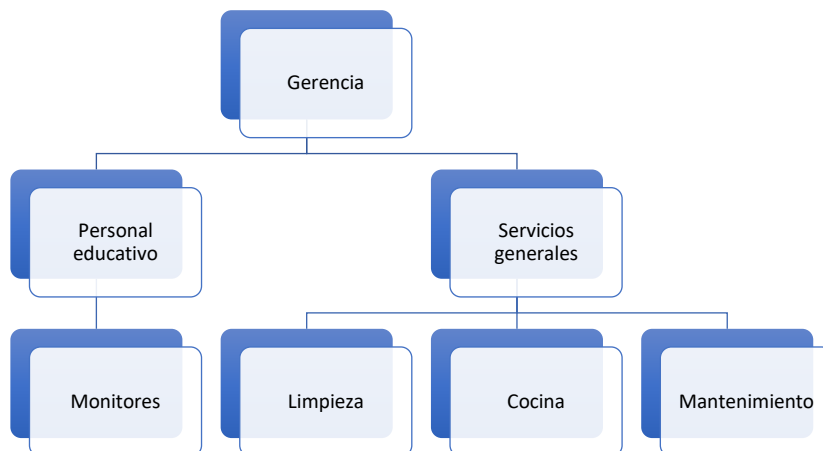 Gerencia
Personal
educativo
Servicios
generales
Monitores
Limpieza
Cocina
Mantenimiento